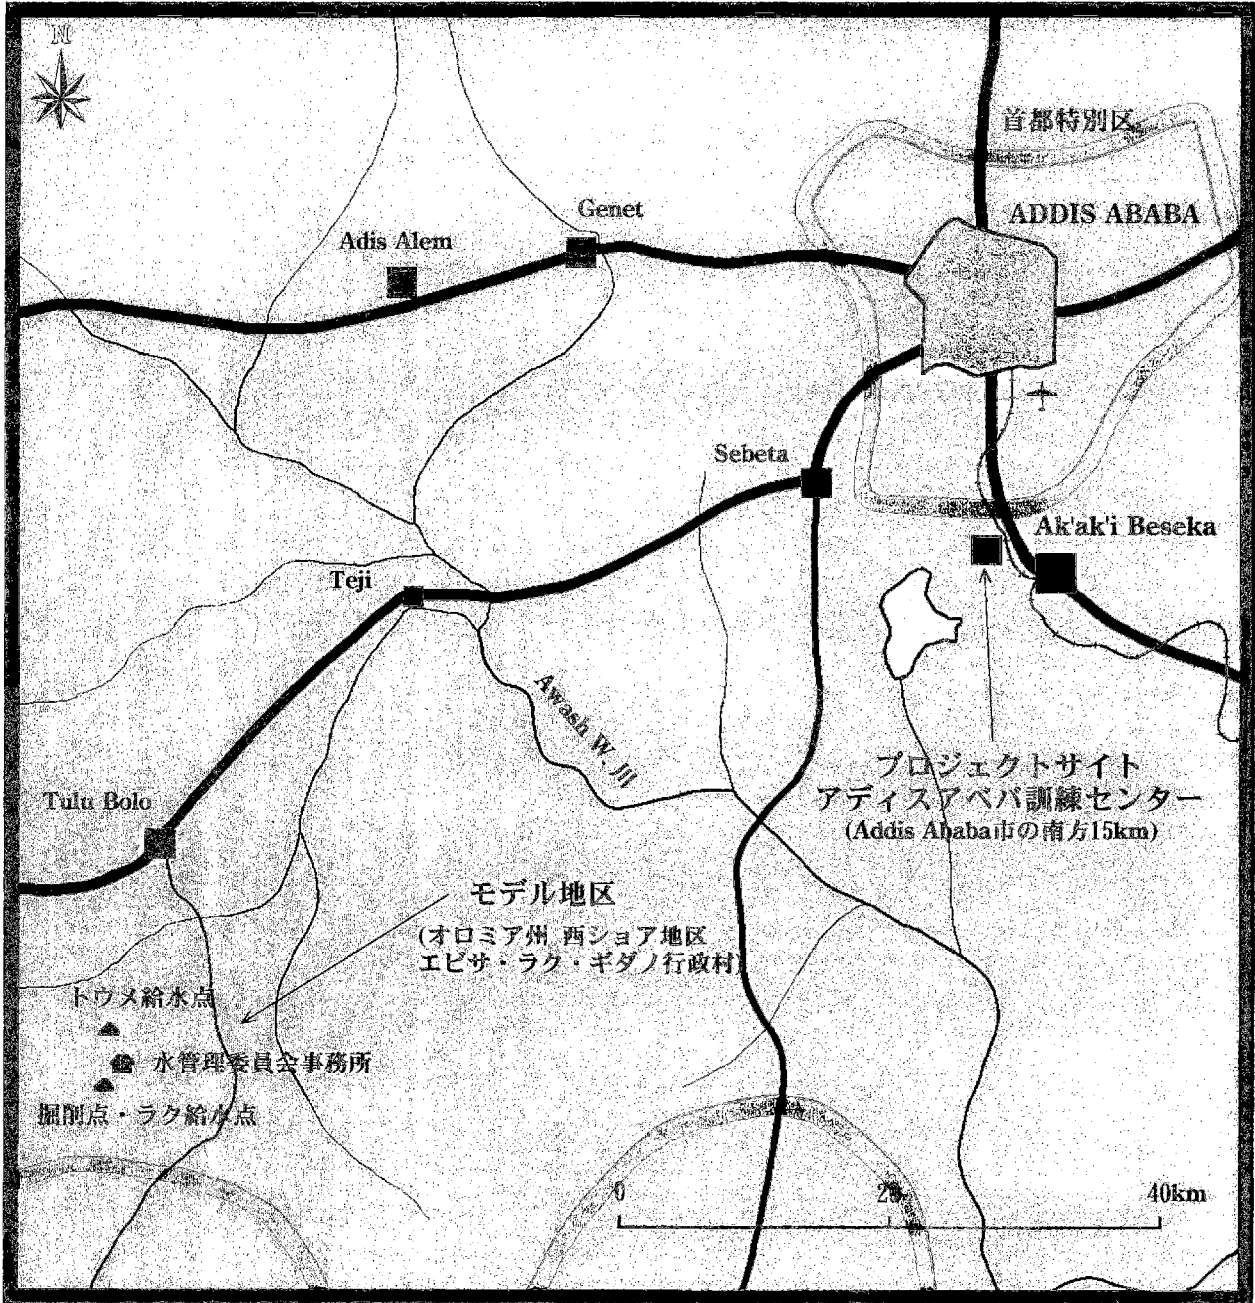 N
首都特別区
ADDIS ABABA
Genet
Adis Alem
Sebeta
Ak'ak'i Beseka
Teji
Awash W. 川
プロジェクトサイト
アディスアベバ訓練センター
(Addis Ababa市の南方15km)
Tulu Bolo
モデル地区
(オロミア州 西ショア地区
エビサ・ラク・ギダノ行政村)
トウメ給水点
水管理委員会事務所
掘削点・ラク給水点
0
20
40km